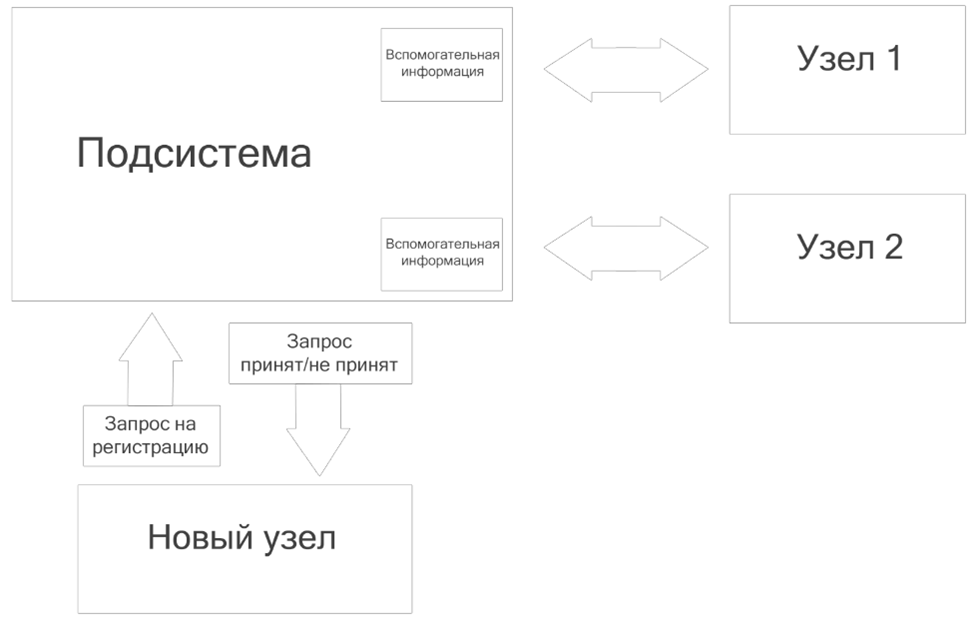 Вспомогательная
информация
Узел 1
Подсистема
Вспомогательная
информация
Узел 2
Запрос
принят/не принят
Запрос на
регистрацию
Новый узел